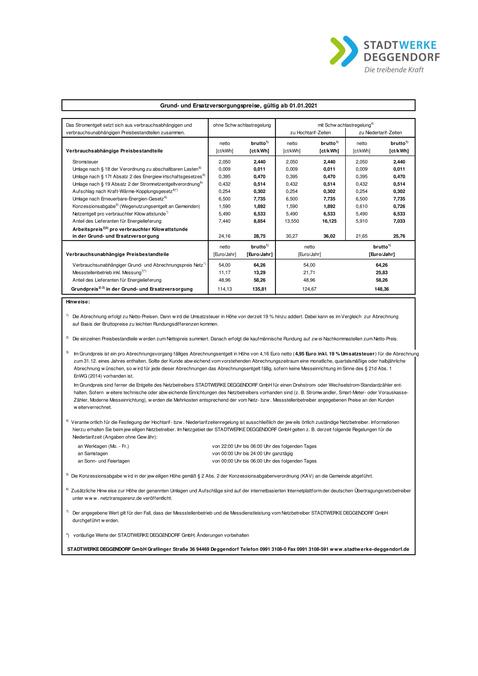 STADTWERKE
DEGGENDORF
Die treibende Kraft
Grund- und Ersatzversorgungspreise, gültig ab 01.01.2021
Das Stromentgelt setzt sich aus verbrauchsabhängigen und verbrauchsunabhängigen Preisbestandteilen zusammen. ohne Schwachlastregelung mit Schwachlastregelung4)
zu Hochtarif-Zeiten zu Niedertarif-Zeiten
netto brutto1) netto brutto1) netto brutto1)
Verbrauchsabhängige Preisbestandteile [ct/kWh] [ct/kWh] [ct/kWh] [ct/kWh] [ct/kWh] [ct/kWh]
Stromsteuer 2,050 2,440 2,050 2,440 2,050 2,440
Umlage nach § 18 der Verordnung zu abschaltbaren Lasten6) 0,009 0,011 0,009 0,011 0,009 0,011
Umlage nach § 17f Absatz 2 des Energiewirtschaftsgesetzes6) 0,395 0,470 0,395 0,470 0,395 0,470
Umlage nach § 19 Absatz 2 der Stromnetzentgeltverordnung6) 0,432 0,514 0,432 0,514 0,432 0,514
Aufschlag nach Kraft-Wärme-Kopplungsgesetz6) 0,254 0,302 0,254 0,302 0,254 0,302
Umlage nach Erneuerbare-Energien-Gesetz6) 6,500 7,735 6,500 7,735 6,500 7,735
Konzessionsabgabe5) (Wegenutzungsentgelt an Gemeinden) 1,590 1,892 1,590 1,892 0,610 0,726
Netzentgelt pro verbrauchter Kilowattstunde*) 5,490 6,533 5,490 6,533 5,490 6,533
Anteil des Lieferanten für Energielieferung: 7,440 8,854 13,550 16,125 5,910 7,033
Arbeitspreis2)3) pro verbrauchter Kilowattstunde
in der Grund- und Ersatzversorgung 24,16 28,75 30,27 36,02 21,65 25,76
netto brutto1) netto brutto1)
Verbrauchsunabhängige Preisbestandteile [Euro/Jahr] [Euro/Jahr] [Euro/Jahr] [Euro/Jahr]
Verbrauchsunabhängiger Grund- und Abrechnungspreis Netz*) 54,00 64,26 54,00 64,26
Messstellenbetrieb inkl. Messung7)*) 11,17 13,29 21,71 25,83
Anteil des Lieferanten für Energielieferung 48,96 58,26 48,96 58,26
Grundpreis2)3) in der Grund- und Ersatzversorgung 114,13 135,81 124,67 148,36
Hinweise:
1) Die Abrechnung erfolgt zu Netto-Preisen. Dann wird die Umsatzsteuer in Höhe von derzeit 19 % hinzu addiert. Dabei kann es im Vergleich zur Abrechnung
auf Basis der Bruttopreise zu leichten Rundungsdifferenzen kommen.
2) Die einzelnen Preisbestandteile werden zum Nettopreis summiert. Danach erfolgt die kaufmännische Rundung auf zwei Nachkommastellen zum Netto-Preis.
3) Im Grundpreis ist ein pro Abrechnungsvorgang fälliges Abrechnungsentgelt in Höhe von 4,16 Euro netto (4,95 Euro inkl. 19 % Umsatzsteuer) für die Abrechnung
zum 31.12. eines Jahres enthalten. Sollte der Kunde abweichend vom vorstehenden Abrechnungszeitraum eine monatliche, quartalsmäßige oder halbjährliche
Abrechnung wünschen, so wird für jede dieser Abrechnungen das Abrechnungsentgelt fällig, sofern keine Messeinrichtung im Sinne des § 21d Abs. 1
EnWG (2014) vorhanden ist.
Im Grundpreis sind ferner die Entgelte des Netzbetreibers STADTWERKE DEGGENDORF GmbH für einen Drehstrom- oder Wechselstrom-Standardzähler ent-
halten. Sofern weitere technische oder abweichende Einrichtungen des Netzbetreibers vorhanden sind (z. B. Stromwandler, Smart-Meter- oder Vorauskasse-
Zähler, Moderne Messeinrichtung), werden die Mehrkosten entsprechend der vom Netz- bzw. Messstellenbetreiber angegebenen Preise an den Kunden
weiterverrechnet.
4) Verantwortlich für die Festlegung der Hochtarif- bzw. Niedertarifzeitenregelung ist ausschließlich der jeweils örtlich zuständige Netzbetreiber. Informationen
hierzu erhalten Sie beim jeweiligen Netzbetreiber. Im Netzgebiet der STADTWERKE DEGGENDORF GmbH gelten z. B. derzeit folgende Regelungen für die
Niedertarifzeit (Angaben ohne Gewähr):
an Werktagen (Mo. - Fr.) von 22:00 Uhr bis 06:00 Uhr des folgenden Tages
an Samstagen von 00:00 Uhr bis 24:00 Uhr ganztägig
an Sonn- und Feiertagen von 00:00 Uhr bis 06:00 Uhr des folgenden Tages
5) Die Konzessionsabgabe wird in der jeweiligen Höhe gemäß § 2 Abs. 2 der Konzessionsabgabenverordnung (KAV) an die Gemeinde abgeführt.
6) Zusätzliche Hinweise zur Höhe der genannten Umlagen und Aufschläge sind auf der internetbasierten Internetplattform der deutschen Übertragungsnetzbetreiber
unter www. netztransparenz.de veröffentlicht.
7) Der angegebene Wert gilt für den Fall, dass der Messstellenbetrieb und die Messdienstleistung vom Netzbetreiber STADTWERKE DEGGENDORF GmbH
durchgeführt werden.
*) vorläufige Werte der STADTWERKE DEGGENDORF GmbH; Änderungen vorbehalten
STADTWERKE DEGGENDORF GmbH Graflinger Straße 36 94469 Deggendorf Telefon 0991 3108-0 Fax 0991 3108-591 www.stadtwerke-deggendorf.de